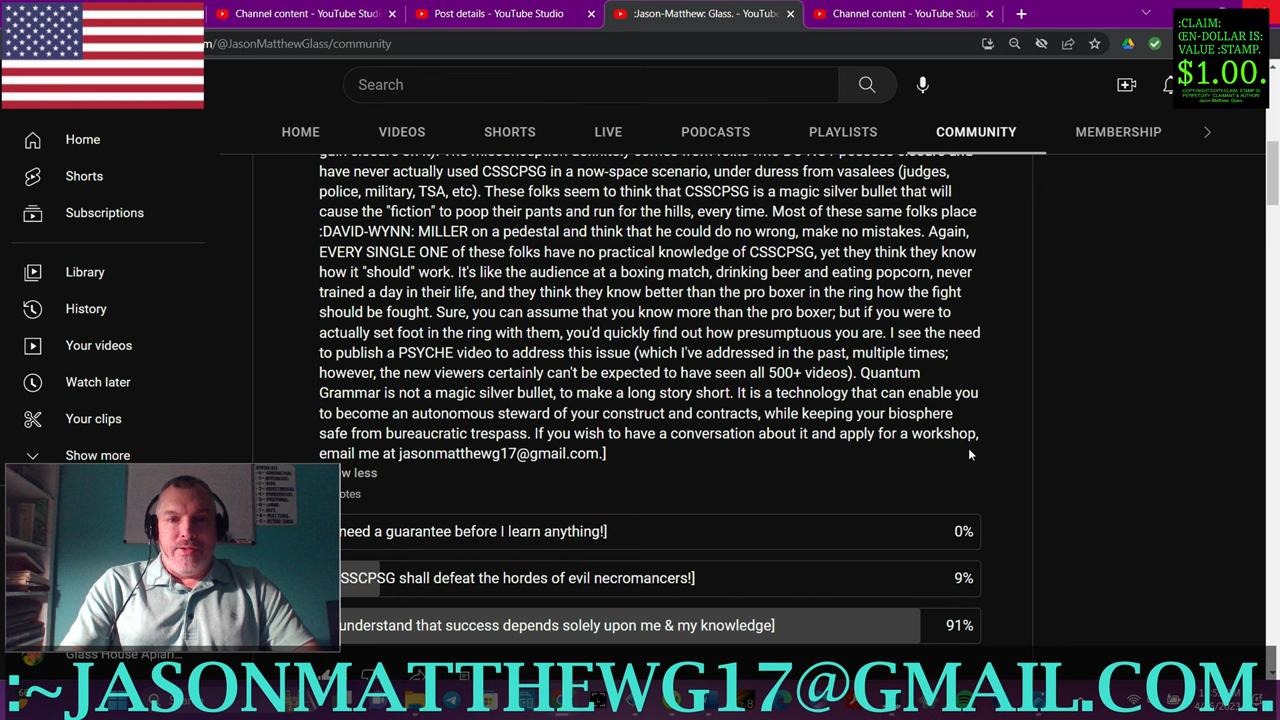 Channel content - YouTube Studi
Post details - YouTube Studio
:Jason-Matthew
Channel content - YouTube Studi
/@JasonMatthewGlass/community
:CLAIM:
VALUE :STAMP.
$1.00.
Jason-Matthew: Glass
Search
HOME
VIDEOS
SHORTS
LIVE
PODCASTS
PLAYLISTS
COMMUNITY
MEMBERSHIP
Home
Shorts
Subscriptions
Library
History
Your videos
Watch later
Your clips
Show more
have never actually used CSSCPSG in a now-space scenario, under duress from vasalees (judges,
police, military, TSA, etc). These folks seem to think that CSSCPSG is a magic silver bullet that will
cause the "fiction" to poop their pants and run for the hills, every time. Most of these same folks place
:DAVID-WYNN: MILLER on a pedestal and think that he could do no wrong, make no mistakes. Again,
EVERY SINGLE ONE of these folks have no practical knowledge of CSSCPSG, yet they think they know
how it "should" work. It's like the audience at a boxing match, drinking beer and eating popcorn, never
trained a day in their life, and they think they know better than the pro boxer in the ring how the fight
should be fought. Sure, you can assume that you know more than the pro boxer; but if you were to
actually set foot in the ring with them, you'd quickly find out how presumptuous you are. I see the need
to publish a PSYCHE video to address this issue (which I've addressed in the past, multiple times;
however, the new viewers certainly can't be expected to have seen all 500+ videos). Quantum
Grammar is not a magic silver bullet, to make a long story short. It is a technology that can enable you
to become an autonomous steward of your construct and contracts, while keeping your biosphere
safe from bureaucratic trespass. If you wish to have a conversation about it and apply for a workshop,
email me at jasonmatthewg17@gmail.com.]
less
need a guarantee before I learn anything!]
0%
SSCPSG shall defeat the hordes of evil necromancers!]
9%
understand that success depends solely upon me & my knowledge]
91%
Glass House Apiari...
:~JASONMATTHEWG17@GMAIL.COM.